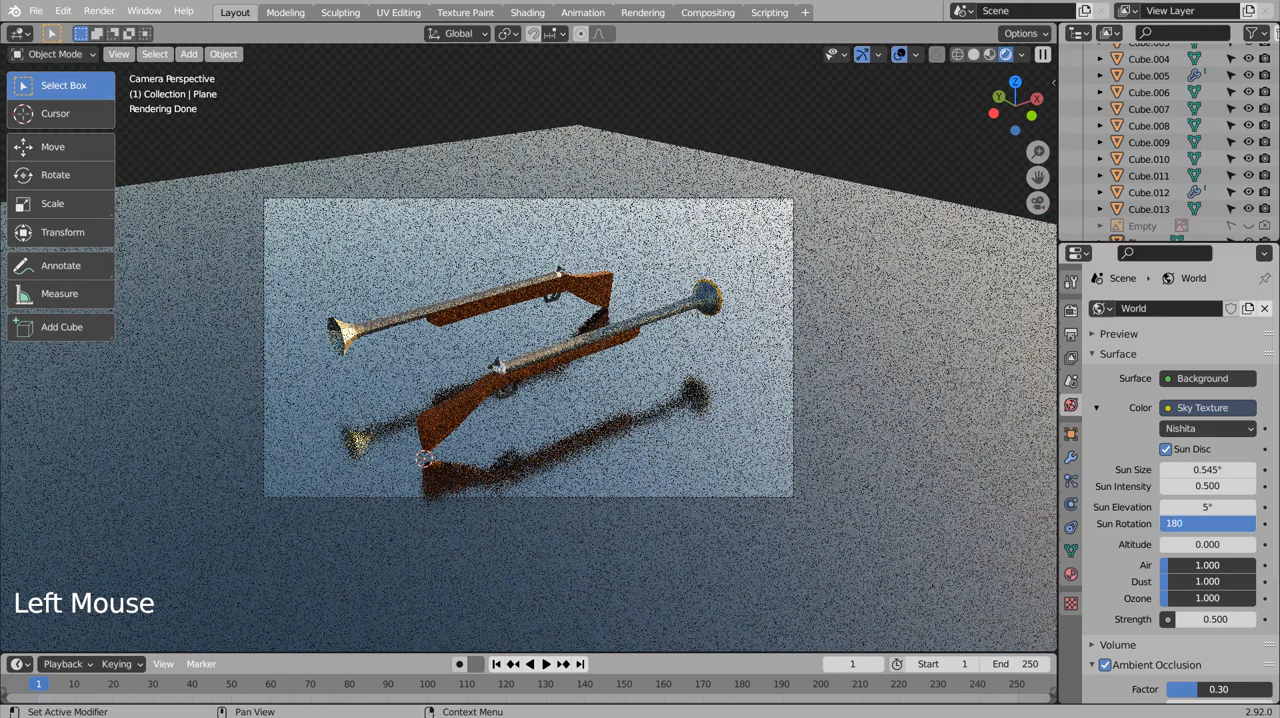 File Edit Render Window Help Layout Modeling Sculpting UV Editing Texture Paint Shading Animation Rendering Compositing Scripting + Scene View Layer
Global Options
Object Mode View Select Add Object
Camera Perspective
(1) Collection | Plane
Rendering Done
Select Box
Cursor
Move
Rotate
Scale
Transform
Annotate
Measure
Add Cube
X
Y
Z
Left Mouse
Cube.004
Cube.005
Cube.006
Cube.007
Cube.008
Cube.009
Cube.010
Cube.011
Cube.012
Cube.013
Empty
Scene World
World
Preview
Surface
Surface Background
Color Sky Texture
Nishita
Sun Disc
Sun Size 0.545°
Sun Intensity 0.500
Sun Elevation 5°
Sun Rotation 180
Altitude 0.000
Air 1.000
Dust 1.000
Ozone 1.000
Strength 0.500
Volume
Ambient Occlusion
Factor 0.30
Playback Keying View Marker 1 Start 1 End 250
1 10 20 30 40 50 60 70 80 90 100 110 120 130 140 150 160 170 180 190 200 210 220 230 240 250
Set Active Modifier Pan View Context Menu 2.92.0